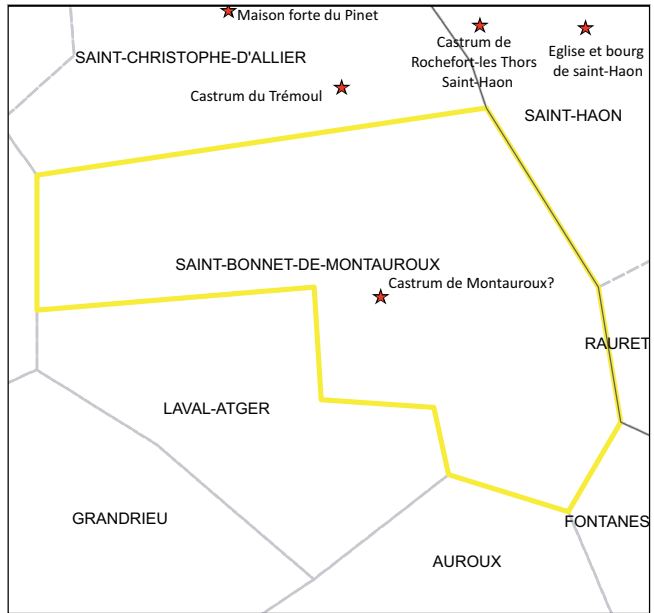 Maison forte du Pinet
SAINT-CHRISTOPHE-D'ALLIER
Castrum de
Rochefort-les Thors
Saint-Haon
Eglise et bourg
de saint-Haon
Castrum du Trémoul
SAINT-HAON
SAINT-BONNET-DE-MONTAUROUX
Castrum de Montauroux?
RAURET
LAVAL-ATGER
GRANDRIEU
FONTANES
AUROUX